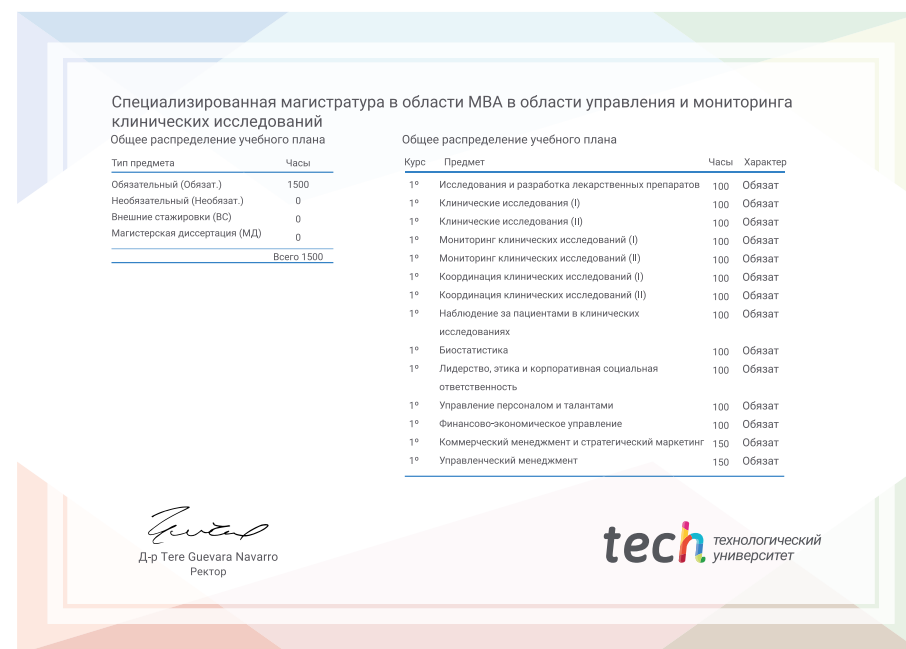 Специализированная магистратура в области MBA в области управления и мониторинга
клинических исследований
Общее распределение учебного плана
Тип предмета Часы
Обязательный (Обязат.) 1500
Необязательный (Необязат.) 0
Внешние стажировки (ВС) 0
Магистерская диссертация (МД) 0
Всего 1500
Общее распределение учебного плана
Курс Предмет Часы Характер
1º Исследования и разработка лекарственных препаратов 100 Обязат
1º Клинические исследования (I) 100 Обязат
1º Клинические исследования (II) 100 Обязат
1º Мониторинг клинических исследований (I) 100 Обязат
1º Мониторинг клинических исследований (II) 100 Обязат
1º Координация клинических исследований (I) 100 Обязат
1º Координация клинических исследований (II) 100 Обязат
1º Наблюдение за пациентами в клинических 100 Обязат
исследованиях
1º Биостатистика 100 Обязат
1º Лидерство, этика и корпоративная социальная 100 Обязат
ответственность
1º Управление персоналом и талантами 100 Обязат
1º Финансово-экономическое управление 100 Обязат
1º Коммерческий менеджмент и стратегический маркетинг 150 Обязат
1º Управленческий менеджмент 150 Обязат
Д-р Tere Guevara Navarro
Ректор
tech технологический
университет